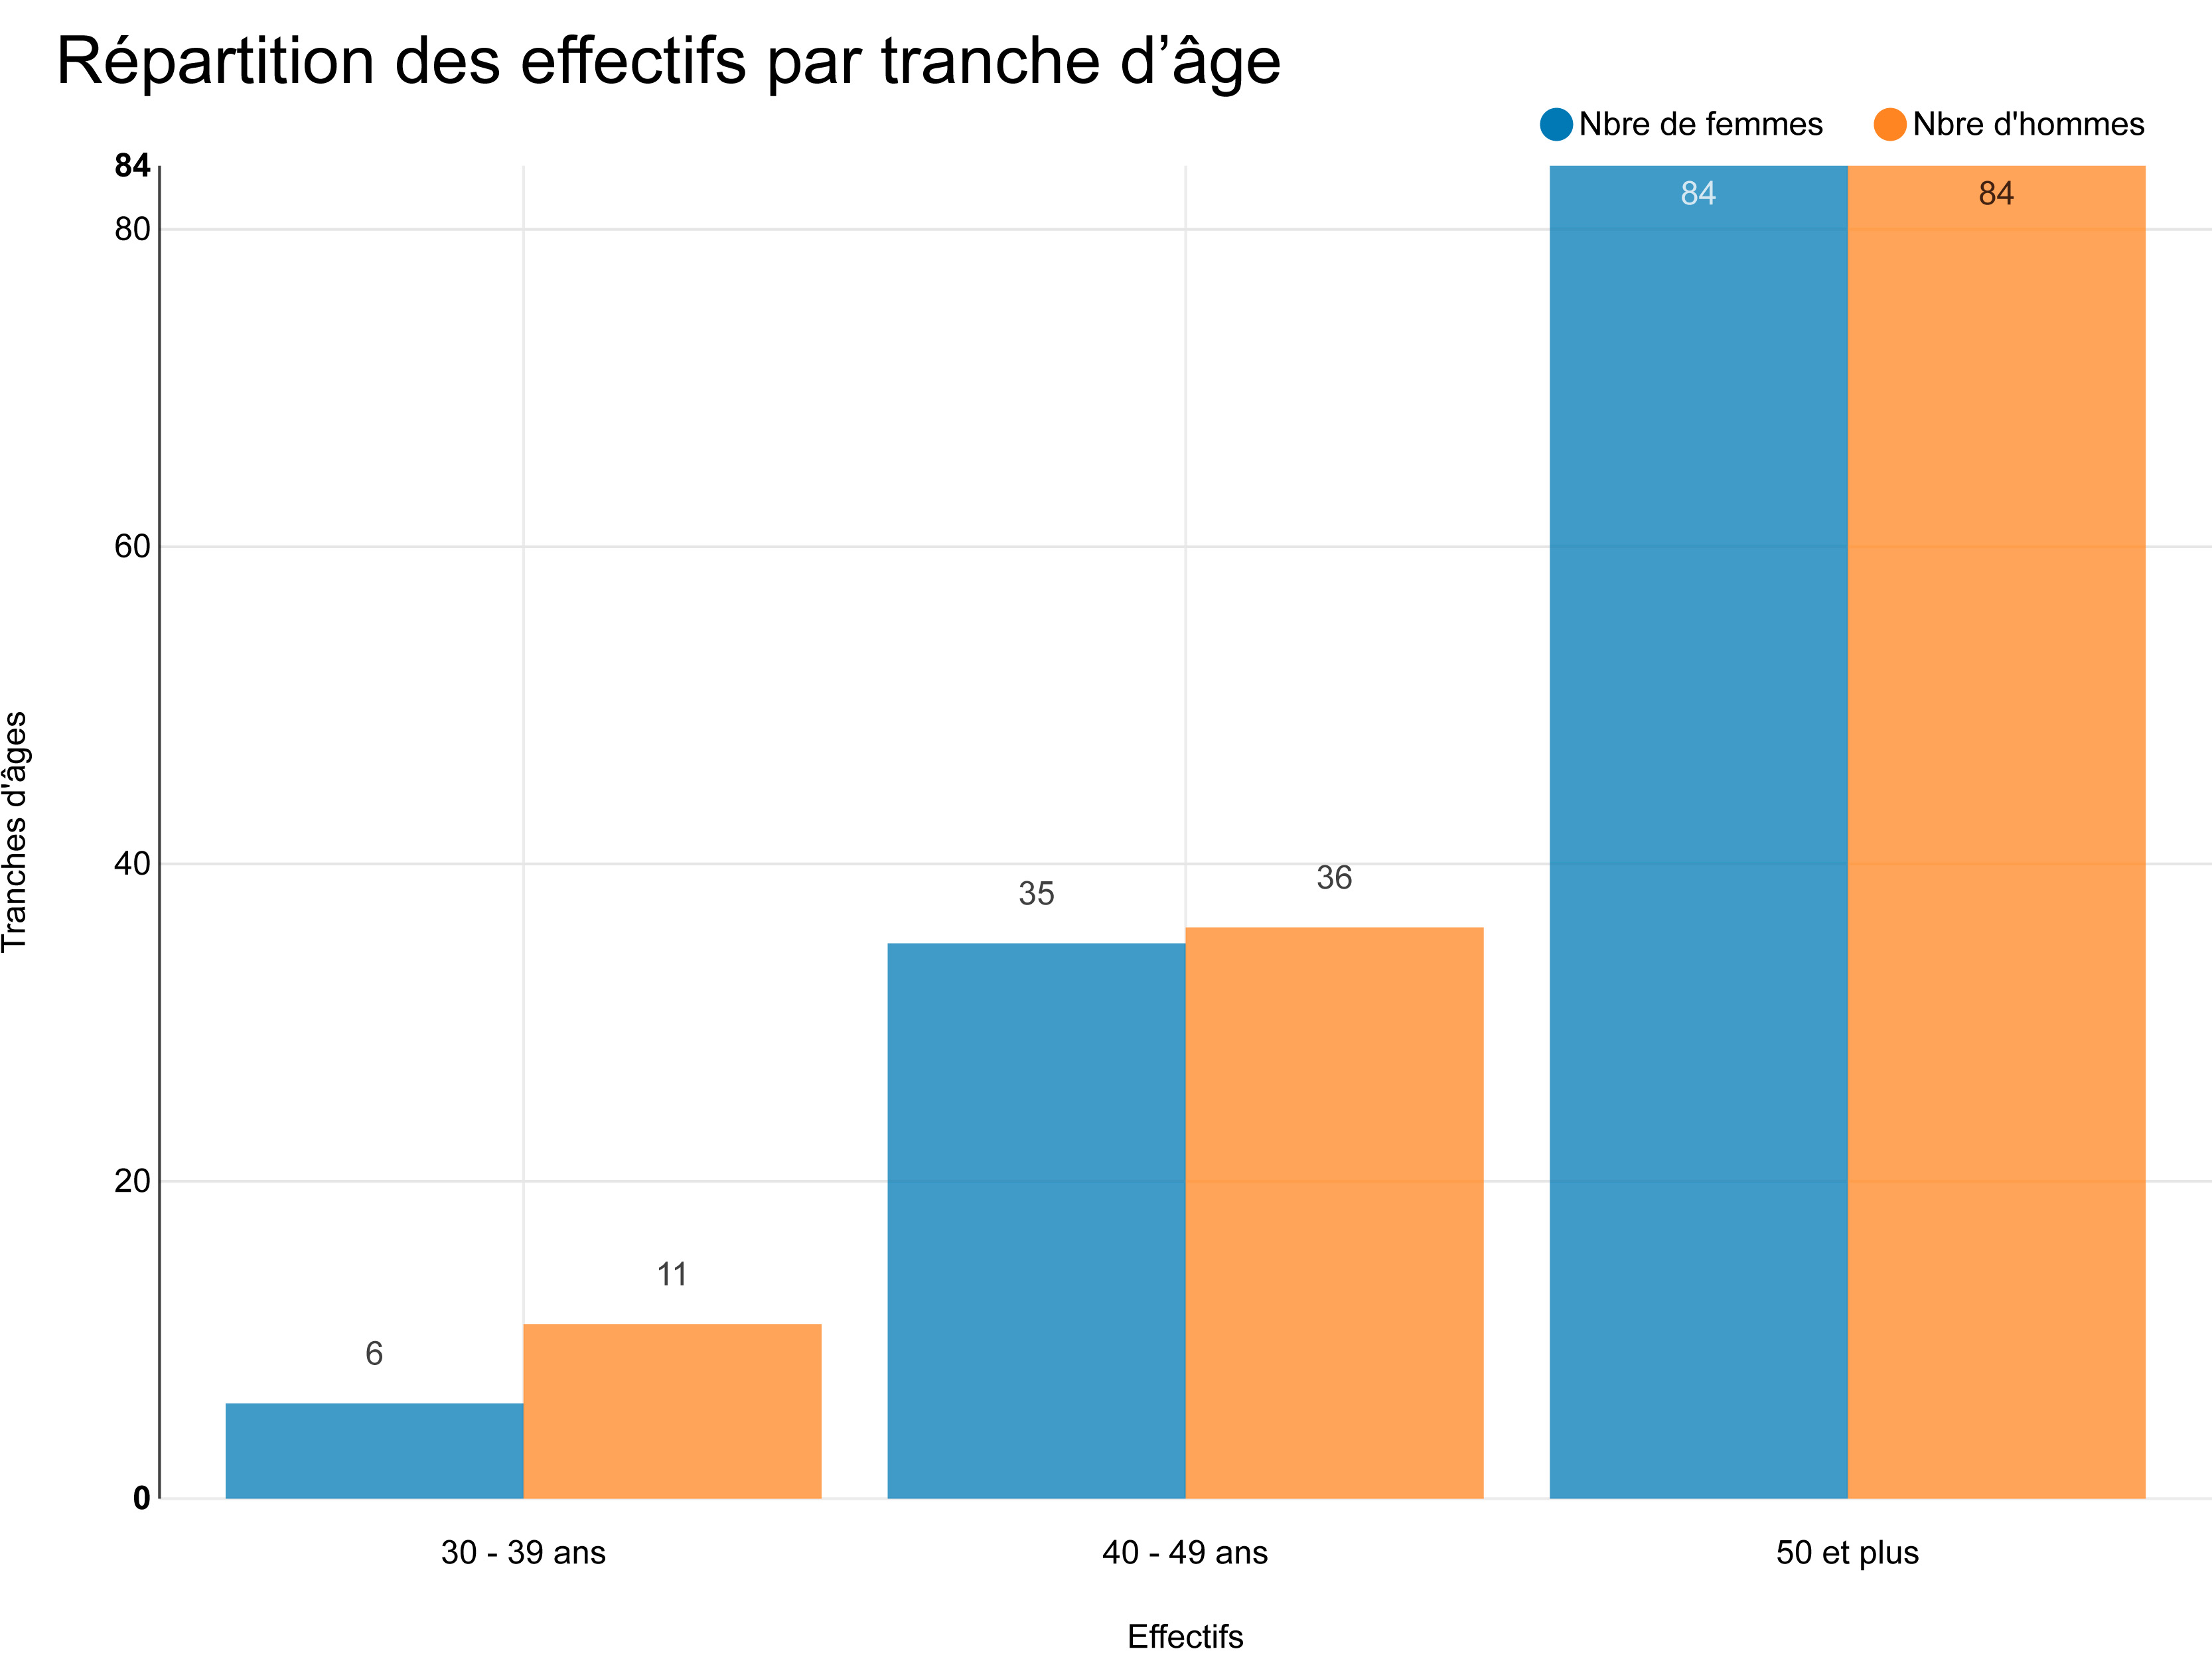 Répartition des effectifs par tranche d’âge
Nbre de femmes Nbre d'hommes
84
80
60
40
20
0
Tranches d'âges
6
11
35
36
84
84
30 - 39 ans
40 - 49 ans
50 et plus
Effectifs